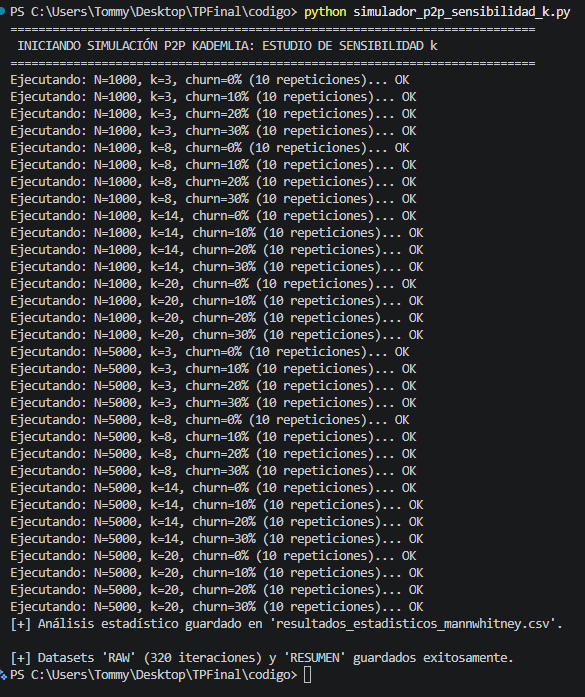 PS C:\Users\Tommy\Desktop\TPFinal\codigo> python simulador_p2p_sensibilidad_k.py
======================================================================
 INICIANDO SIMULACIÓN P2P KADEMLIA: ESTUDIO DE SENSIBILIDAD k
======================================================================
Ejecutando: N=1000, k=3, churn=0% (10 repeticiones)... OK
Ejecutando: N=1000, k=3, churn=10% (10 repeticiones)... OK
Ejecutando: N=1000, k=3, churn=20% (10 repeticiones)... OK
Ejecutando: N=1000, k=3, churn=30% (10 repeticiones)... OK
Ejecutando: N=1000, k=8, churn=0% (10 repeticiones)... OK
Ejecutando: N=1000, k=8, churn=10% (10 repeticiones)... OK
Ejecutando: N=1000, k=8, churn=20% (10 repeticiones)... OK
Ejecutando: N=1000, k=8, churn=30% (10 repeticiones)... OK
Ejecutando: N=1000, k=14, churn=0% (10 repeticiones)... OK
Ejecutando: N=1000, k=14, churn=10% (10 repeticiones)... OK
Ejecutando: N=1000, k=14, churn=20% (10 repeticiones)... OK
Ejecutando: N=1000, k=14, churn=30% (10 repeticiones)... OK
Ejecutando: N=1000, k=20, churn=0% (10 repeticiones)... OK
Ejecutando: N=1000, k=20, churn=10% (10 repeticiones)... OK
Ejecutando: N=1000, k=20, churn=20% (10 repeticiones)... OK
Ejecutando: N=1000, k=20, churn=30% (10 repeticiones)... OK
Ejecutando: N=5000, k=3, churn=0% (10 repeticiones)... OK
Ejecutando: N=5000, k=3, churn=10% (10 repeticiones)... OK
Ejecutando: N=5000, k=3, churn=20% (10 repeticiones)... OK
Ejecutando: N=5000, k=3, churn=30% (10 repeticiones)... OK
Ejecutando: N=5000, k=8, churn=0% (10 repeticiones)... OK
Ejecutando: N=5000, k=8, churn=10% (10 repeticiones)... OK
Ejecutando: N=5000, k=8, churn=20% (10 repeticiones)... OK
Ejecutando: N=5000, k=8, churn=30% (10 repeticiones)... OK
Ejecutando: N=5000, k=14, churn=0% (10 repeticiones)... OK
Ejecutando: N=5000, k=14, churn=10% (10 repeticiones)... OK
Ejecutando: N=5000, k=14, churn=20% (10 repeticiones)... OK
Ejecutando: N=5000, k=14, churn=30% (10 repeticiones)... OK
Ejecutando: N=5000, k=20, churn=0% (10 repeticiones)... OK
Ejecutando: N=5000, k=20, churn=10% (10 repeticiones)... OK
Ejecutando: N=5000, k=20, churn=20% (10 repeticiones)... OK
Ejecutando: N=5000, k=20, churn=30% (10 repeticiones)... OK
[+] Análisis estadístico guardado en 'resultados_estadisticos_mannwhitney.csv'.

[+] Datasets 'RAW' (320 iteraciones) y 'RESUMEN' guardados exitosamente.
PS C:\Users\Tommy\Desktop\TPFinal\codigo>